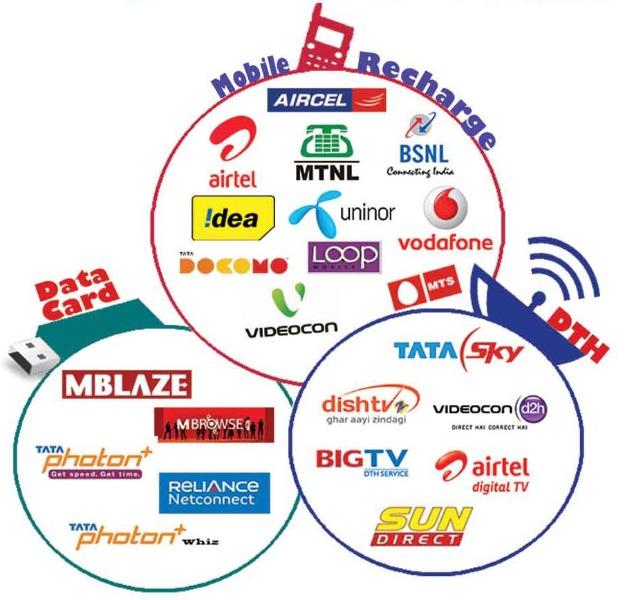 Mobile Recharge
AIRCEL
airtel
MTNL
BSNL
Connecting India
!dea
uninor
vodafone
TATA
DOCOMO
LOOP
MOBILE
MTS
VIDEOCON
Data
Card
DTH
MBLAZE
MBROWSE
TATA
photon+
Get speed. Get time.
RELIANCE
Netconnect
TATA
photon+ whiz
TATA Sky
dishtv
ghar aayi zindagi
VIDEOCON d2h
DIRECT HAI CORRECT HAI
BIGTV
DTH SERVICE
airtel
digital TV
SUN
DIRECT